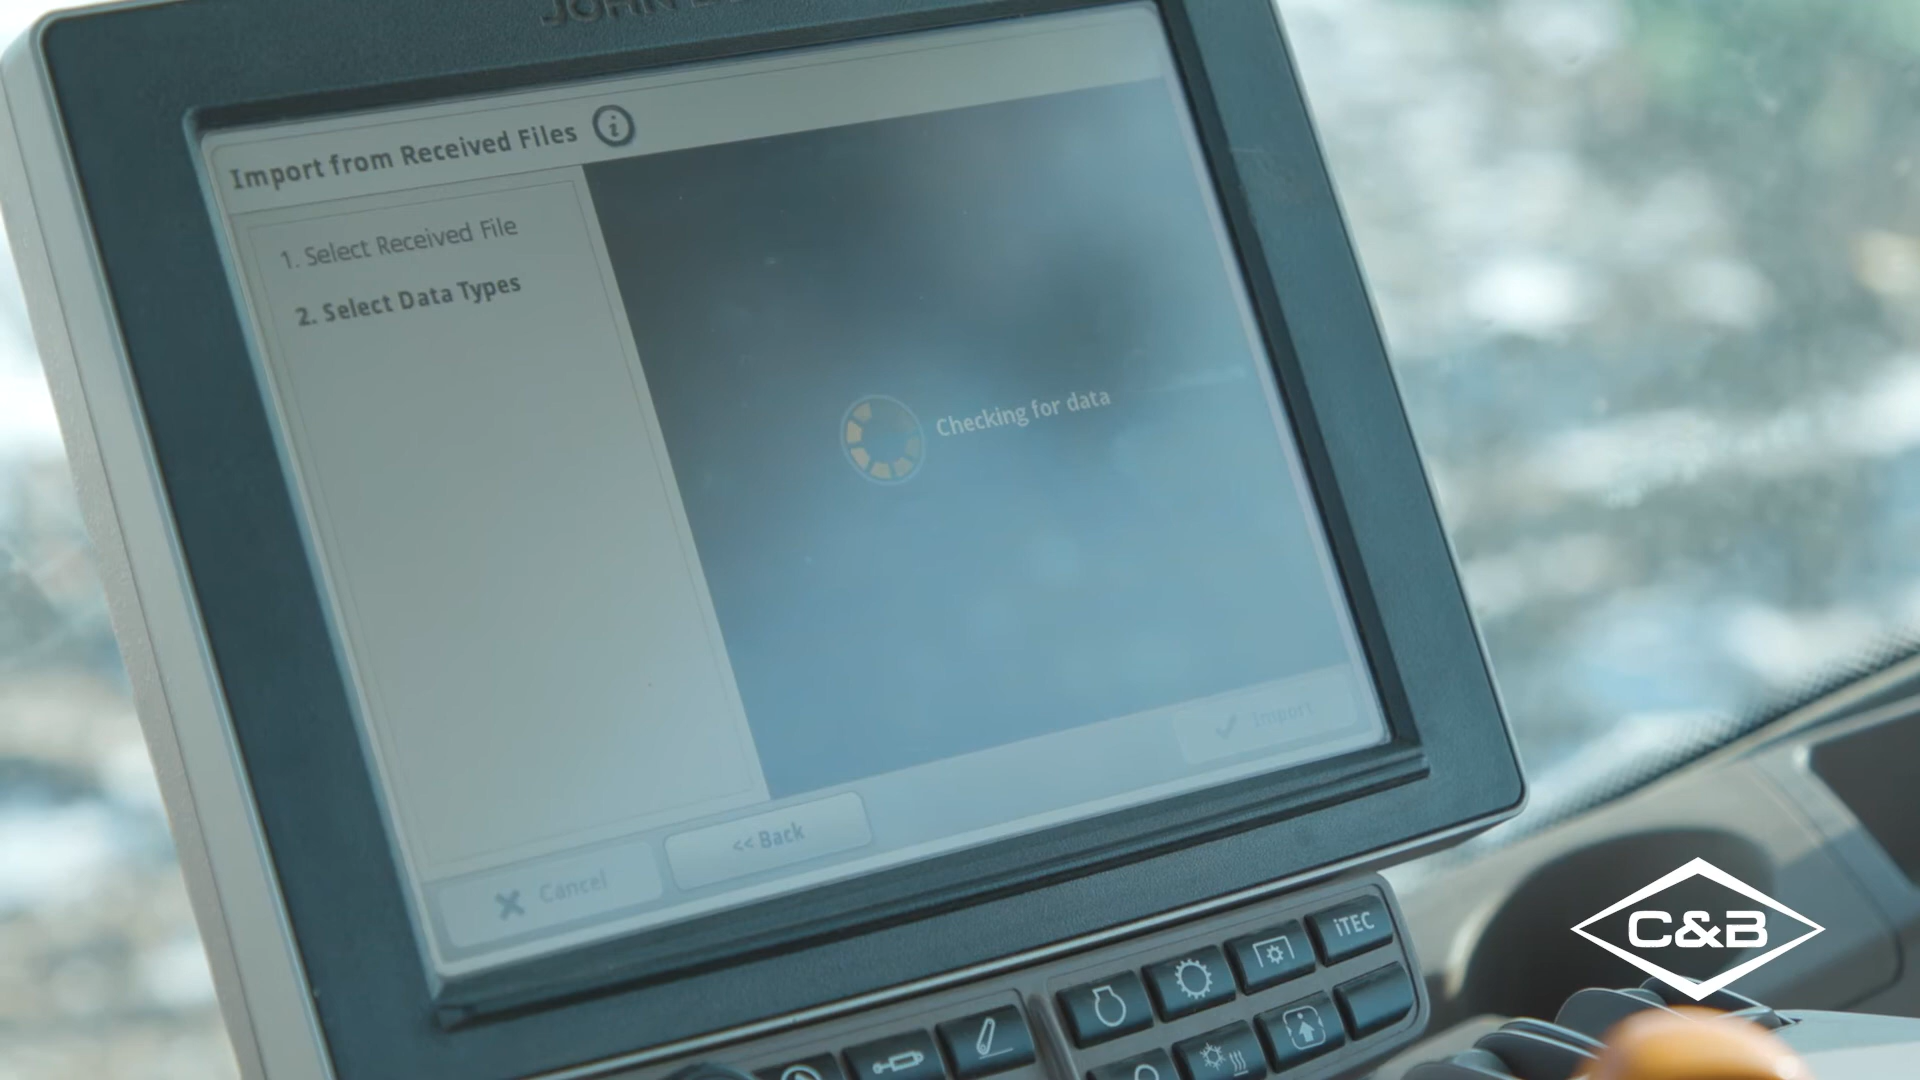 JOHN
Import from Received Files
1. Select Received File
2. Select Data Types
Checking for data
Import
<< Back
Cancel
iTEC
C&B